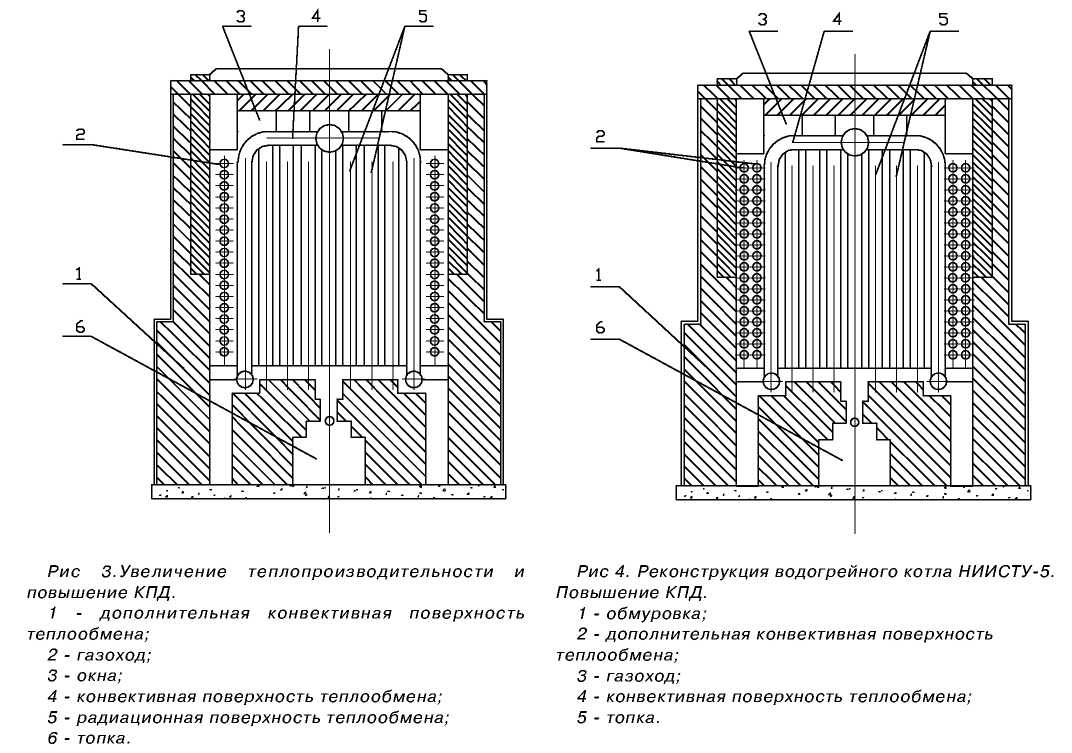 3 4 5
2
1
6
3 4 5
2
1
6
Рис 3.Увеличение теплопроизводительности и
повышение КПД.
1 - дополнительная конвективная поверхность
теплообмена;
2 - газоход;
3 - окна;
4 - конвективная поверхность теплообмена;
5 - радиационная поверхность теплообмена;
6 - топка.
Рис 4. Реконструкция водогрейного котла НИИСТУ-5.
Повышение КПД.
1 - обмуровка;
2 - дополнительная конвективная поверхность
теплообмена;
3 - газоход;
4 - конвективная поверхность теплообмена;
5 - топка.